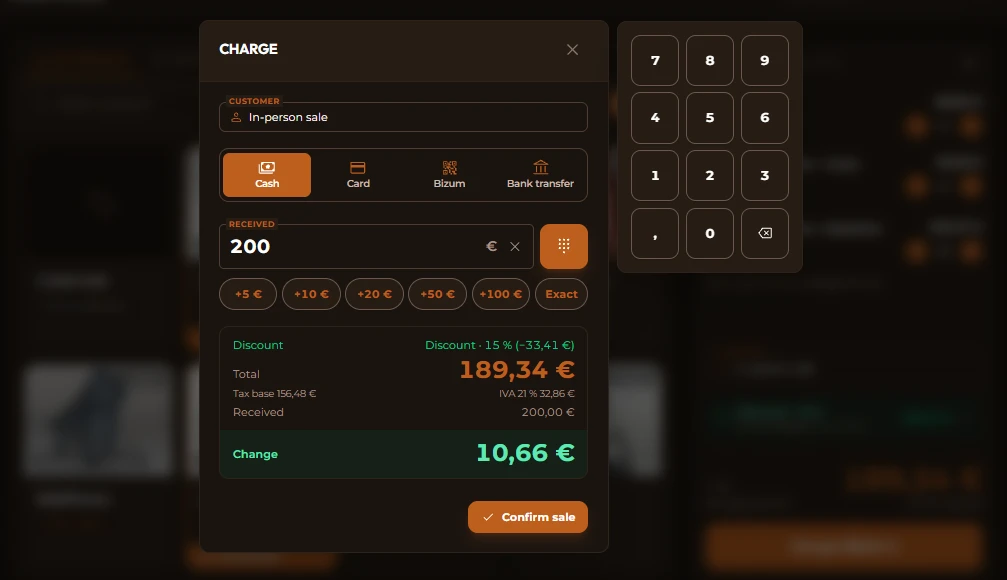 CHARGE
CUSTOMER
In-person sale
Cash Card Bizum Bank transfer
RECEIVED
200 €
+5 € +10 € +20 € +50 € +100 € Exact
Discount Discount · 15 % (−33,41 €)
Total 189,34 €
Tax base 156,48 € IVA 21 % 32,86 €
Received 200,00 €
Change 10,66 €
Confirm sale
7 8 9
4 5 6
1 2 3
, 0